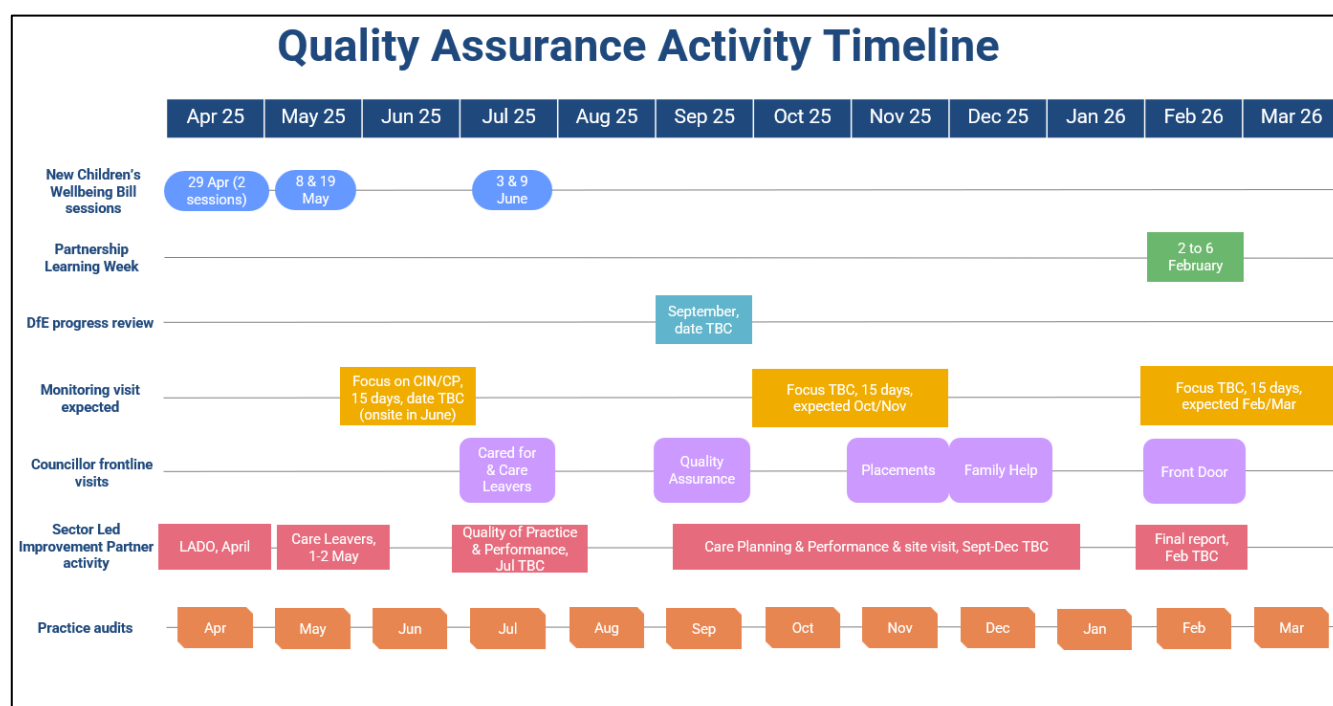 Quality Assurance Activity Timeline
Apr 25 May 25 Jun 25 Jul 25 Aug 25 Sep 25 Oct 25 Nov 25 Dec 25 Jan 26 Feb 26 Mar 26
New Children's
Wellbeing Bill
sessions
29 Apr (2
sessions)
8 & 19
May
3 & 9
June
Partnership
Learning Week
2 to 6
February
DfE progress review
September,
date TBC
Monitoring visit
expected
Focus on CIN/CP,
15 days, date TBC
(onsite in June)
Focus TBC, 15 days,
expected Oct/Nov
Focus TBC, 15 days,
expected Feb/Mar
Councillor frontline
visits
Cared for
& Care
Leavers
Quality
Assurance
Placements
Family Help
Front Door
Sector Led
Improvement Partner
activity
LADO, April
Care Leavers,
1-2 May
Quality of Practice
& Performance,
Jul TBC
Care Planning & Performance & site visit, Sept-Dec TBC
Final report,
Feb TBC
Practice audits
Apr May Jun Jul Aug Sep Oct Nov Dec Jan Feb Mar